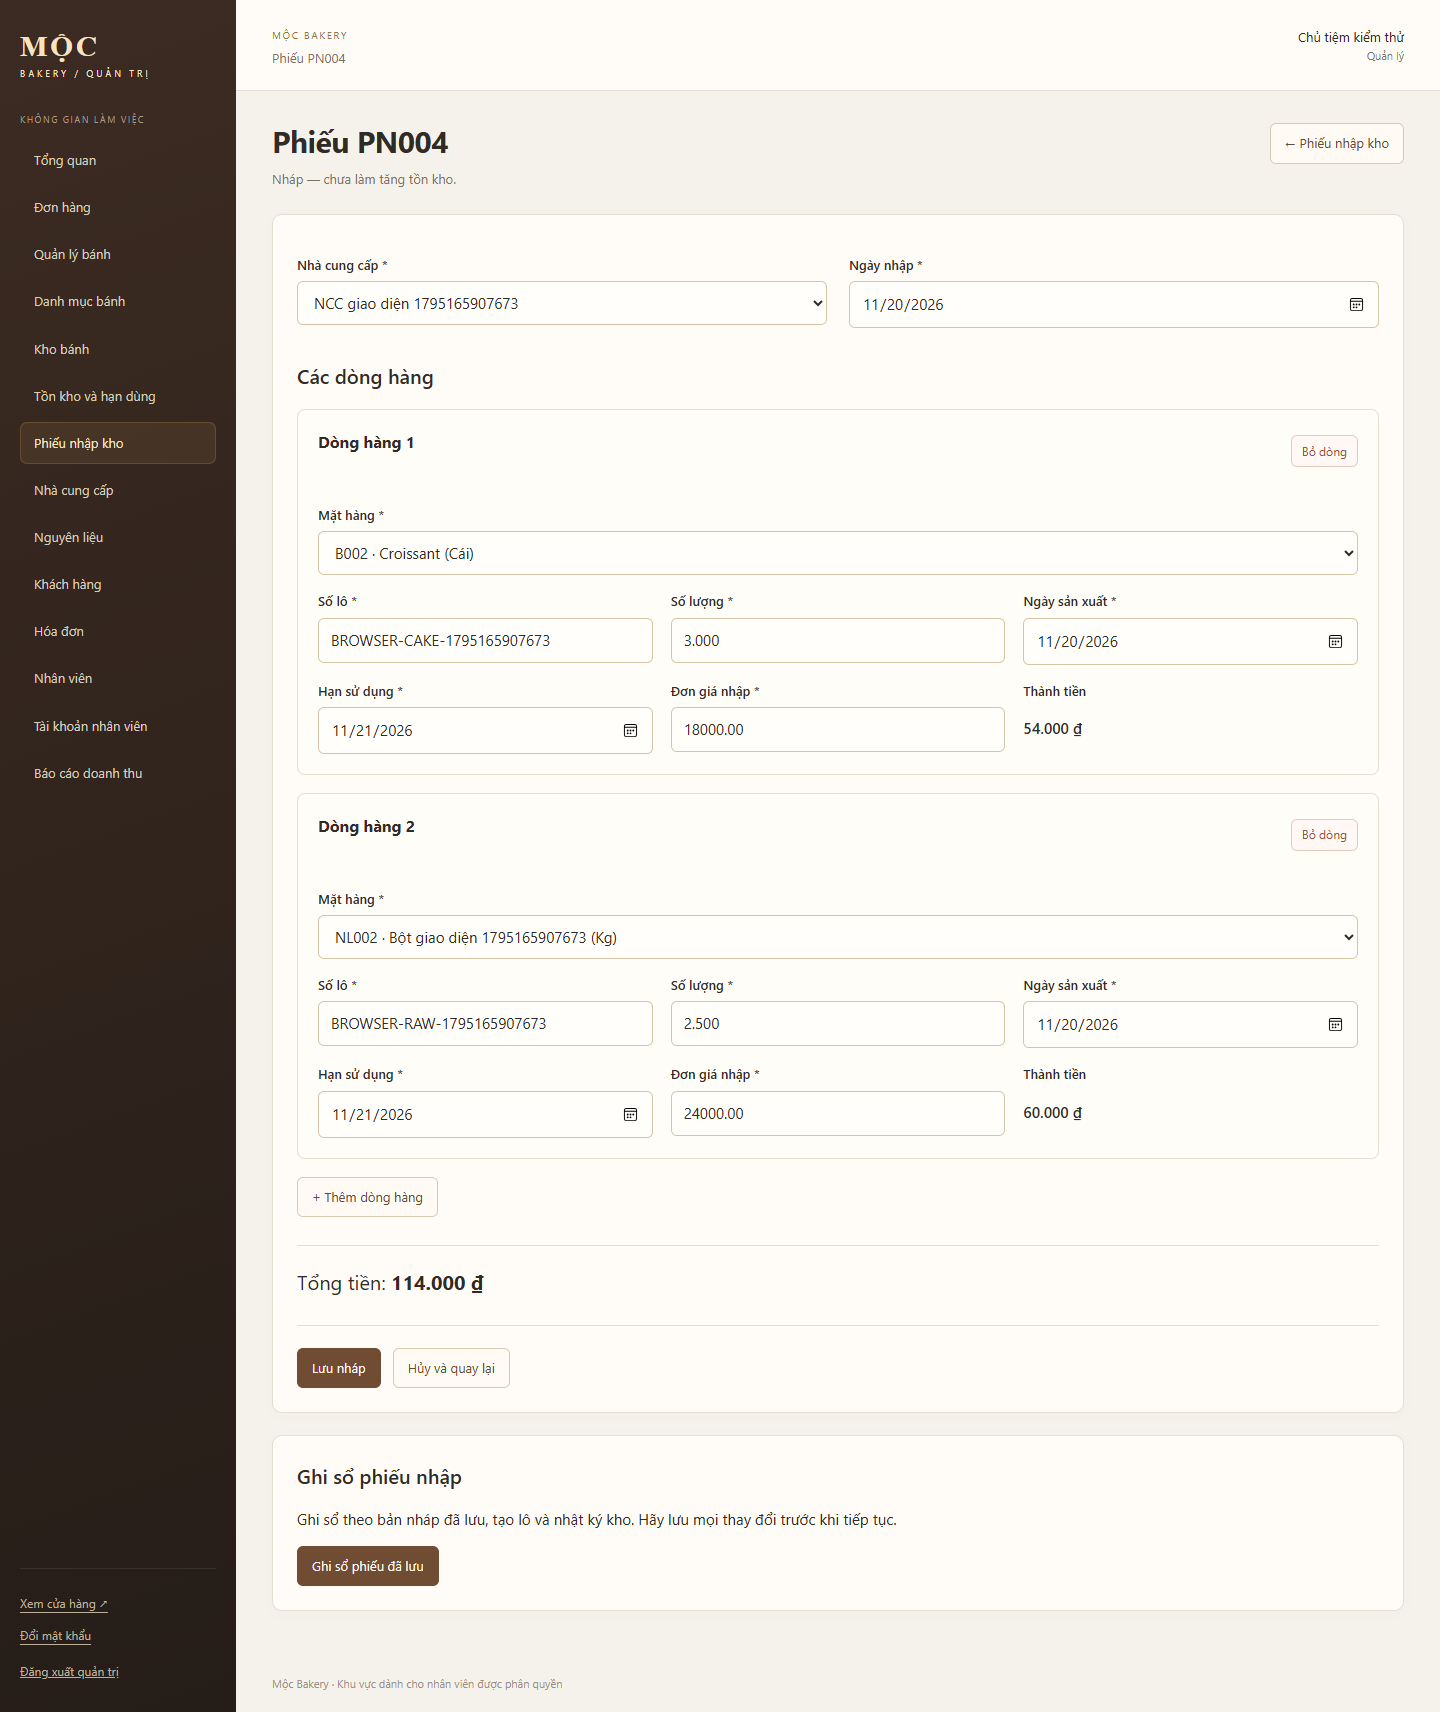 MỘC
BAKERY / QUẢN TRỊ
KHÔNG GIAN LÀM VIỆC
Tổng quan
Đơn hàng
Quản lý bánh
Danh mục bánh
Kho bánh
Tồn kho và hạn dùng
Phiếu nhập kho
Nhà cung cấp
Nguyên liệu
Khách hàng
Hóa đơn
Nhân viên
Tài khoản nhân viên
Báo cáo doanh thu
Xem cửa hàng ↗
Đổi mật khẩu
Đăng xuất quản trị
MỘC BAKERY
Phiếu PN004
Chủ tiệm kiểm thử
Quản lý
Phiếu PN004
← Phiếu nhập kho
Nháp — chưa làm tăng tồn kho.
Nhà cung cấp * Ngày nhập *
NCC giao diện 1795165907673 11/20/2026
Các dòng hàng
Dòng hàng 1 Bỏ dòng
Mặt hàng *
B002 · Croissant (Cái)
Số lô * Số lượng * Ngày sản xuất *
BROWSER-CAKE-1795165907673 3.000 11/20/2026
Hạn sử dụng * Đơn giá nhập * Thành tiền
11/21/2026 18000.00 54.000 ₫
Dòng hàng 2 Bỏ dòng
Mặt hàng *
NL002 · Bột giao diện 1795165907673 (Kg)
Số lô * Số lượng * Ngày sản xuất *
BROWSER-RAW-1795165907673 2.500 11/20/2026
Hạn sử dụng * Đơn giá nhập * Thành tiền
11/21/2026 24000.00 60.000 ₫
+ Thêm dòng hàng
Tổng tiền: 114.000 ₫
Lưu nháp Hủy và quay lại
Ghi sổ phiếu nhập
Ghi sổ theo bản nháp đã lưu, tạo lô và nhật ký kho. Hãy lưu mọi thay đổi trước khi tiếp tục.
Ghi sổ phiếu đã lưu
Mộc Bakery · Khu vực dành cho nhân viên được phân quyền